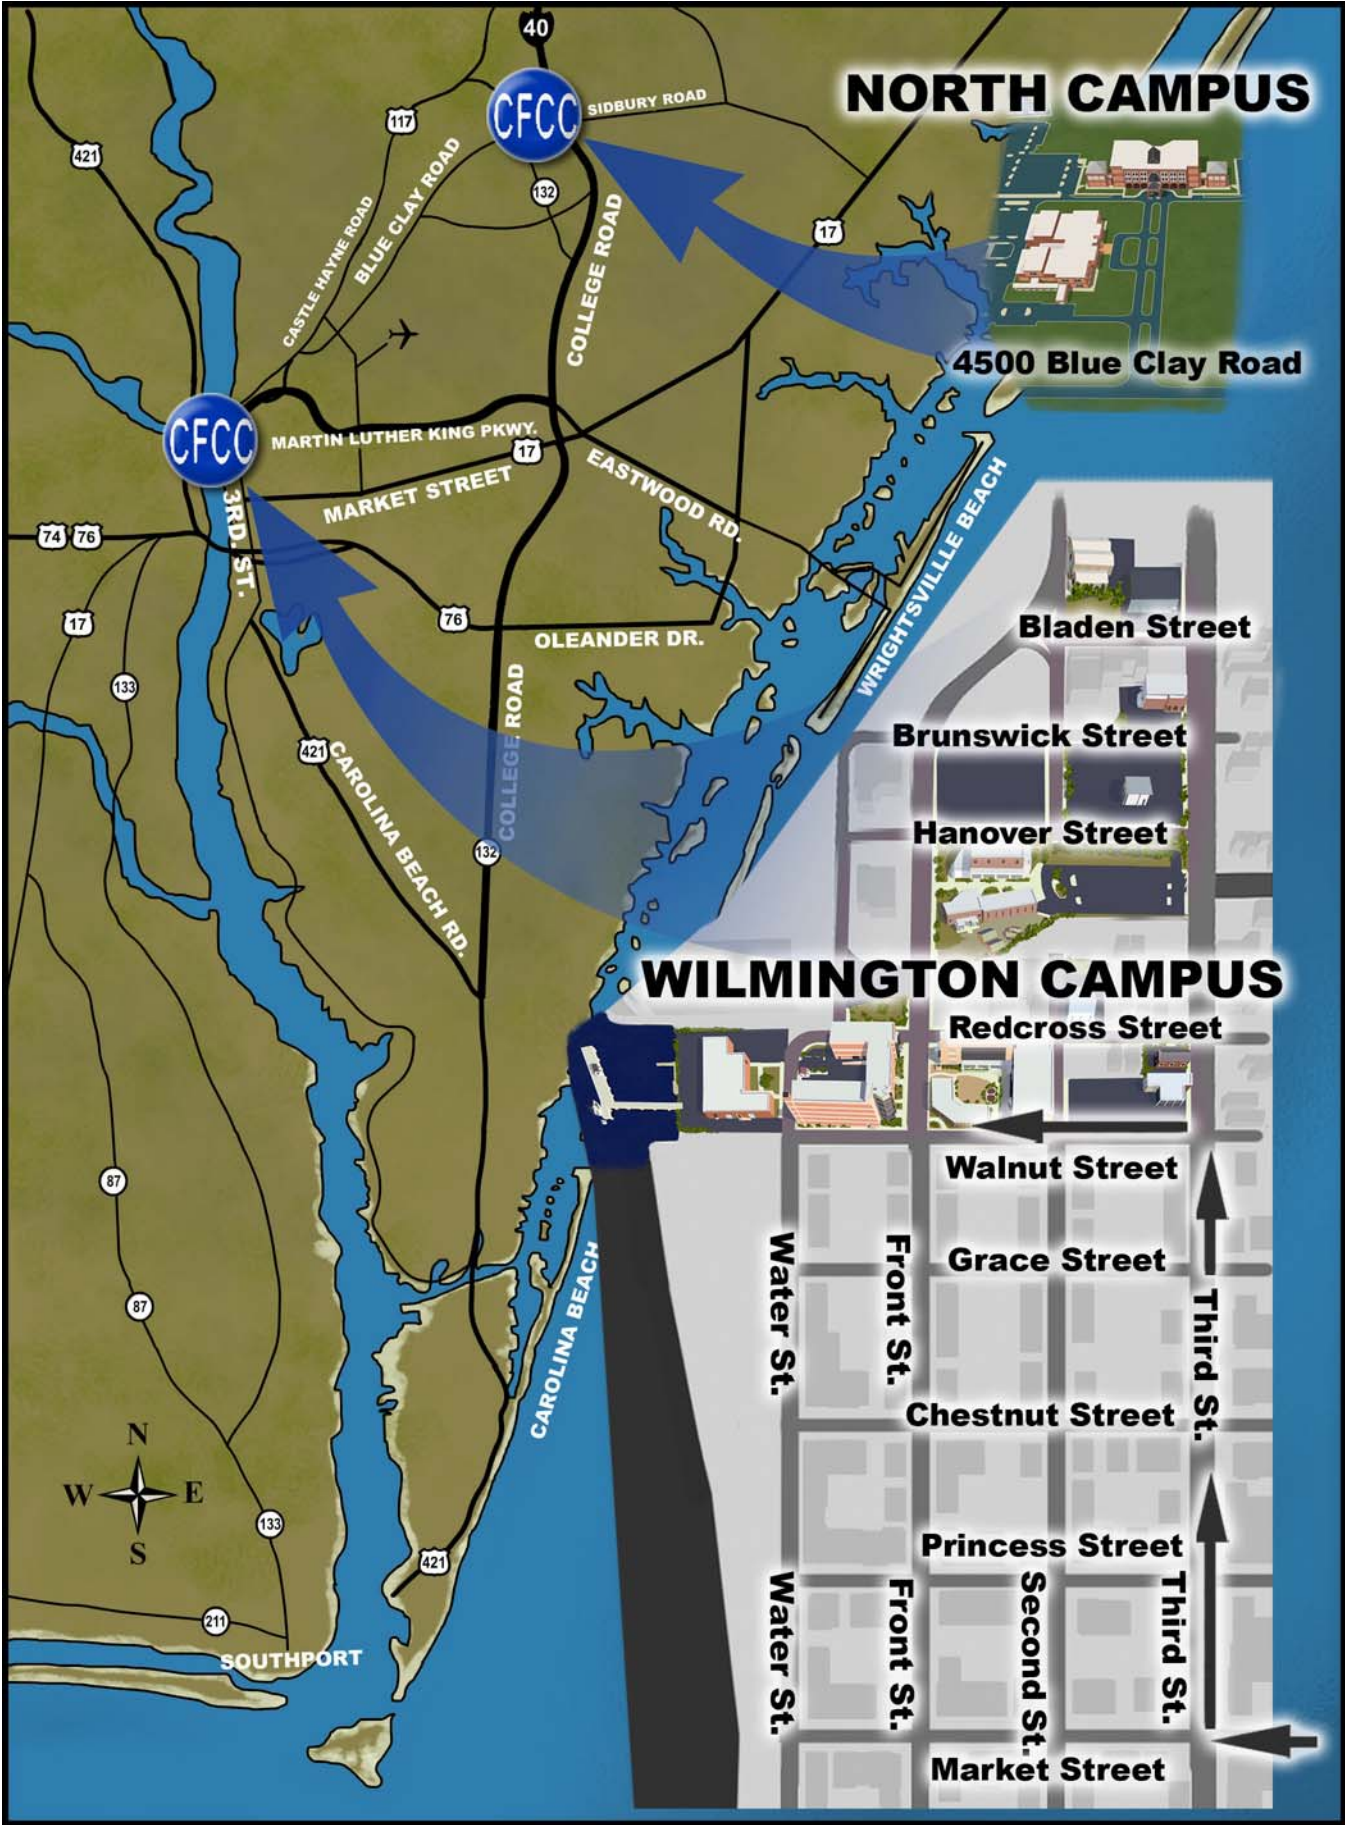 40
CFCC
SIDBURY ROAD
NORTH CAMPUS
117
421
BLUE CLAY ROAD
132
CASTLE HAYNE ROAD
COLLEGE ROAD
17
4500 Blue Clay Road
CFCC
MARTIN LUTHER KING PKWY.
17
MARKET STREET
EASTWOOD RD.
WRIGHTSVILLLE BEACH
74 76
3RD. ST.
17
76
OLEANDER DR.
Bladen Street
133
421
CAROLINA BEACH RD.
COLLEGE ROAD
Brunswick Street
132
Hanover Street
WILMINGTON CAMPUS
Redcross Street
Walnut Street
87
Water St.
Front St.
Grace Street
Third St.
87
CAROLINA BEACH
Chestnut Street
N
W E
S
133
Princess Street
421
Water St.
Front St.
Second St.
Third St.
211
SOUTHPORT
Market Street